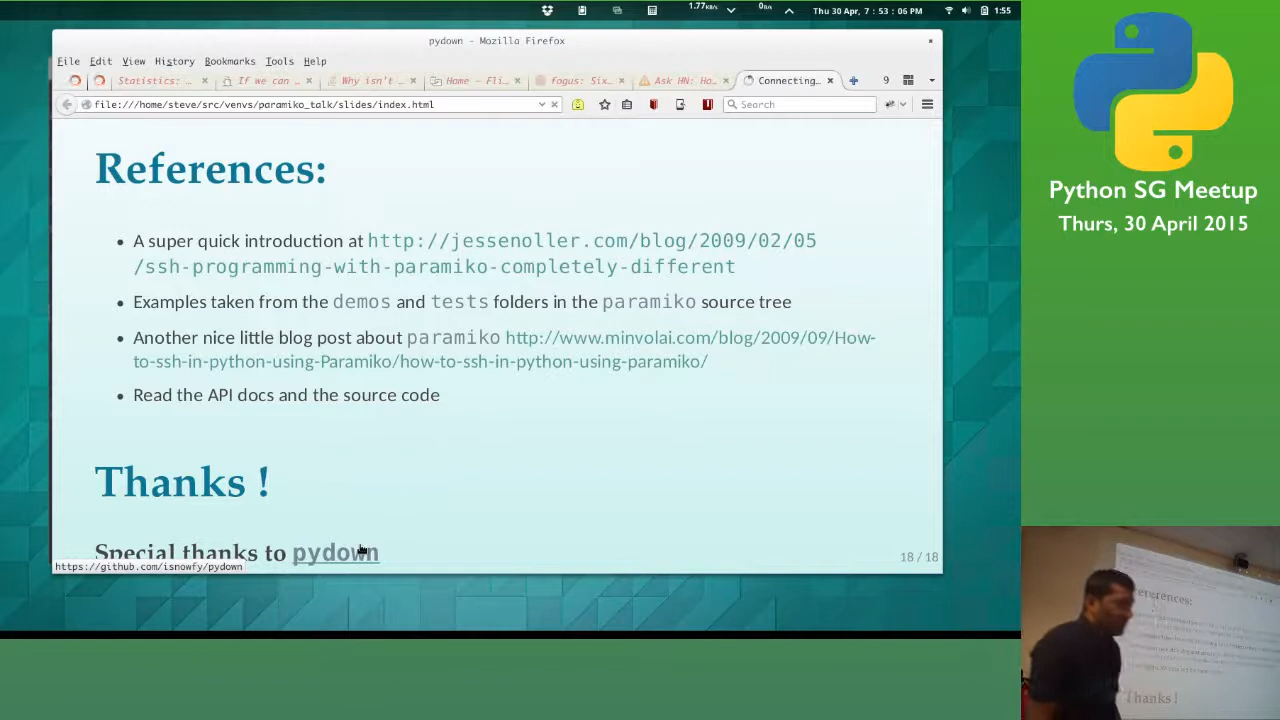 1.77KB/s 0B/s Thu 30 Apr, 7 : 53 : 06 PM 1:55
pydown - Mozilla Firefox
File Edit View History Bookmarks Tools Help
Statistics: ... If we can ... Why isn't ... Home – Fli... fogus: Six... Ask HN: Ho... Connecting... 9
file:///home/steve/src/venvs/paramiko_talk/slides/index.html Search
References:
• A super quick introduction at http://jessenoller.com/blog/2009/02/05
/ssh-programming-with-paramiko-completely-different
• Examples taken from the demos and tests folders in the paramiko source tree
• Another nice little blog post about paramiko http://www.minvolai.com/blog/2009/09/How-
to-ssh-in-python-using-Paramiko/how-to-ssh-in-python-using-paramiko/
• Read the API docs and the source code
Thanks !
Special thanks to pydown
https://github.com/isnowfy/pydown
18 / 18
Python SG Meetup
Thurs, 30 April 2015
References:
Thanks !